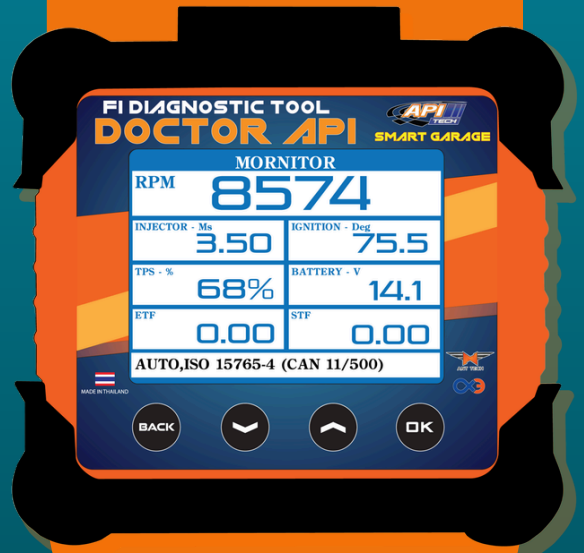 FI DIAGNOSTIC TOOL
DOCTOR API
API
TECH
SMART GARAGE
MORNITOR
RPM 8574
INJECTOR - Ms 3.50
IGNITION - Deg 75.5
TPS - % 68%
BATTERY - V 14.1
ETF 0.00
STF 0.00
AUTO,ISO 15765-4 (CAN 11/500)
MADE IN THAILAND
BACK
OK